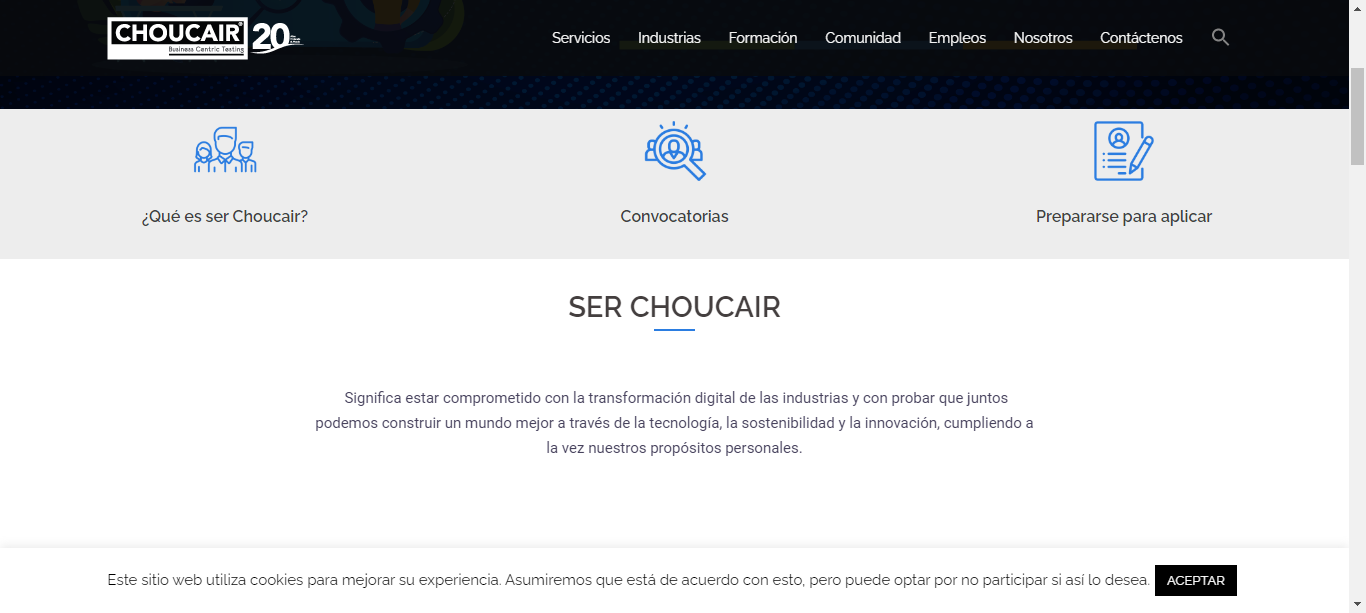 CHOUCAIR
Business Centric Testing
20
Servicios
Industrias
Formación
Comunidad
Empleos
Nosotros
Contáctenos
¿Qué es ser Choucair?
Convocatorias
Prepararse para aplicar
SER CHOUCAIR
Significa estar comprometido con la transformación digital de las industrias y con probar que juntos
podemos construir un mundo mejor a través de la tecnología, la sostenibilidad y la innovación, cumpliendo a
la vez nuestros propósitos personales.
Este sitio web utiliza cookies para mejorar su experiencia. Asumiremos que está de acuerdo con esto, pero puede optar por no participar si así lo desea.
ACEPTAR